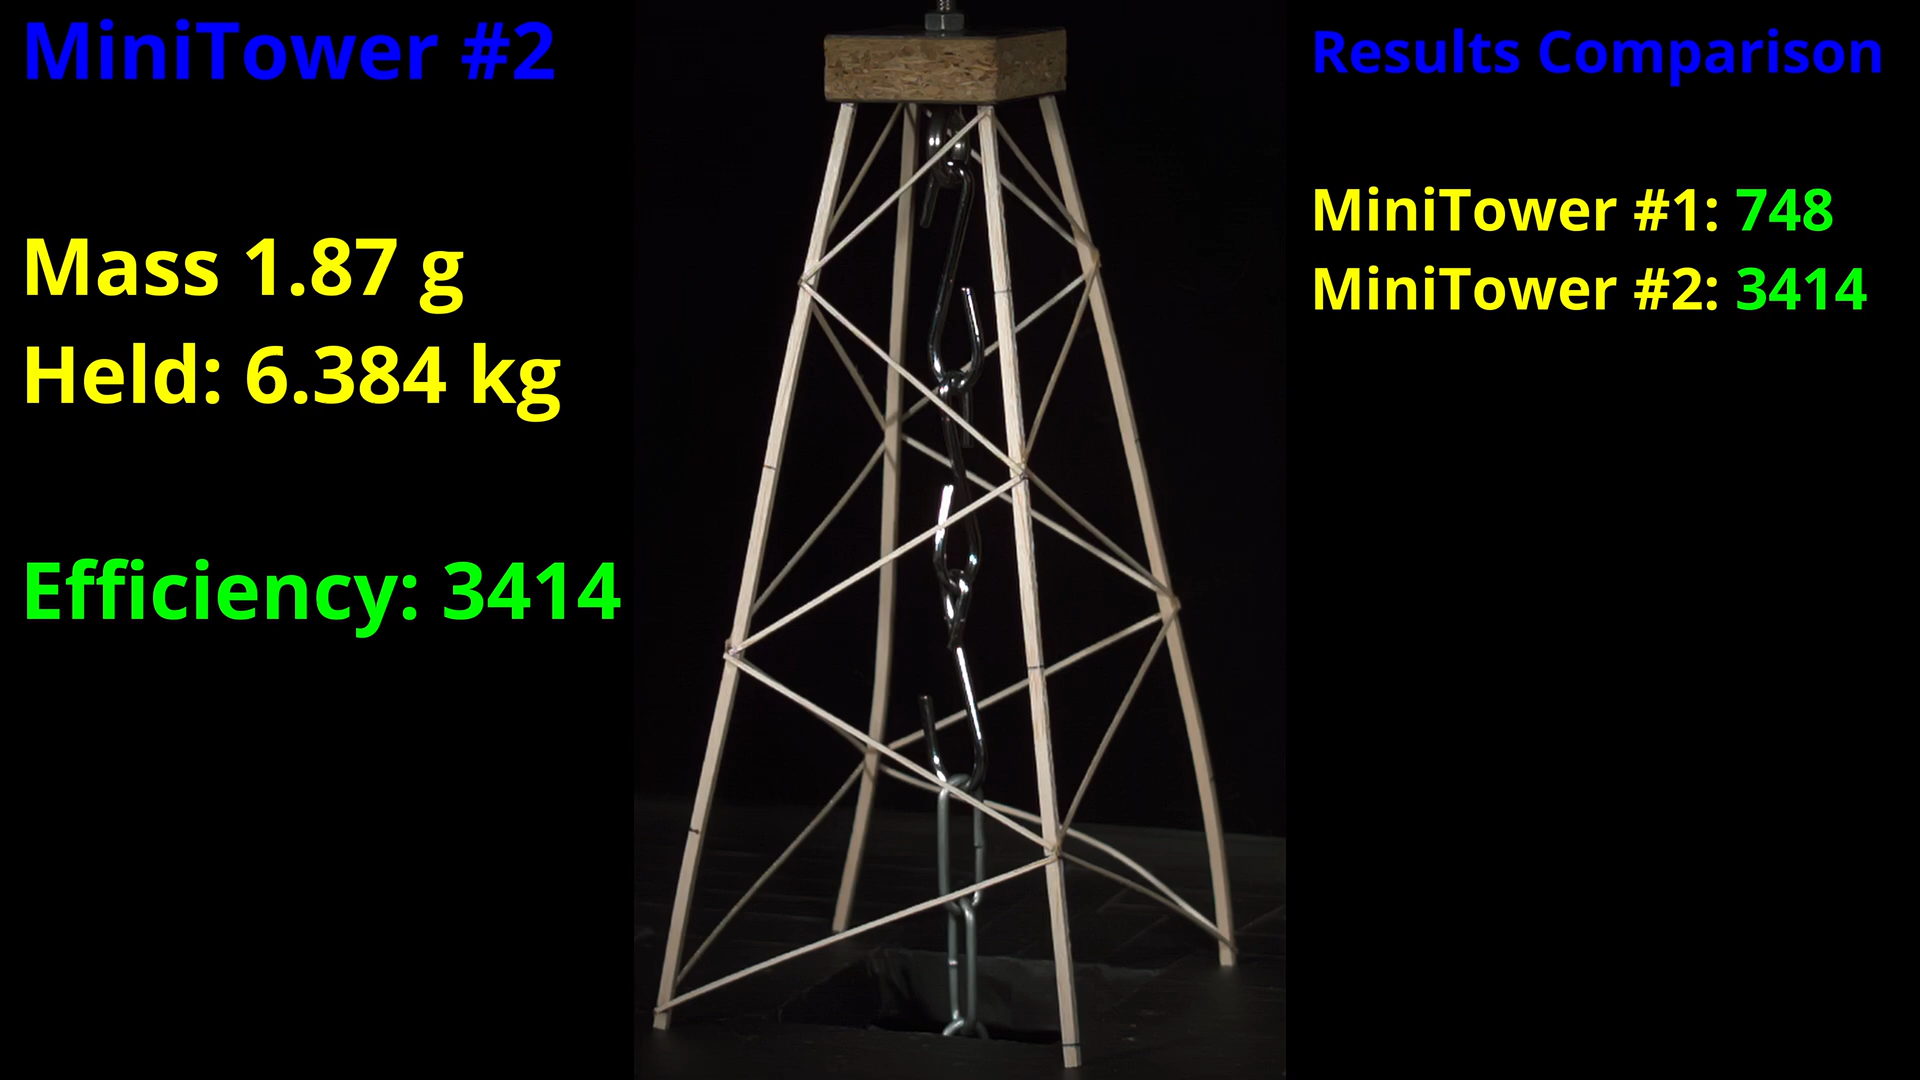 MiniTower #2
Mass 1.87 g
Held: 6.384 kg
Efficiency: 3414
Results Comparison
MiniTower #1: 748
MiniTower #2: 3414